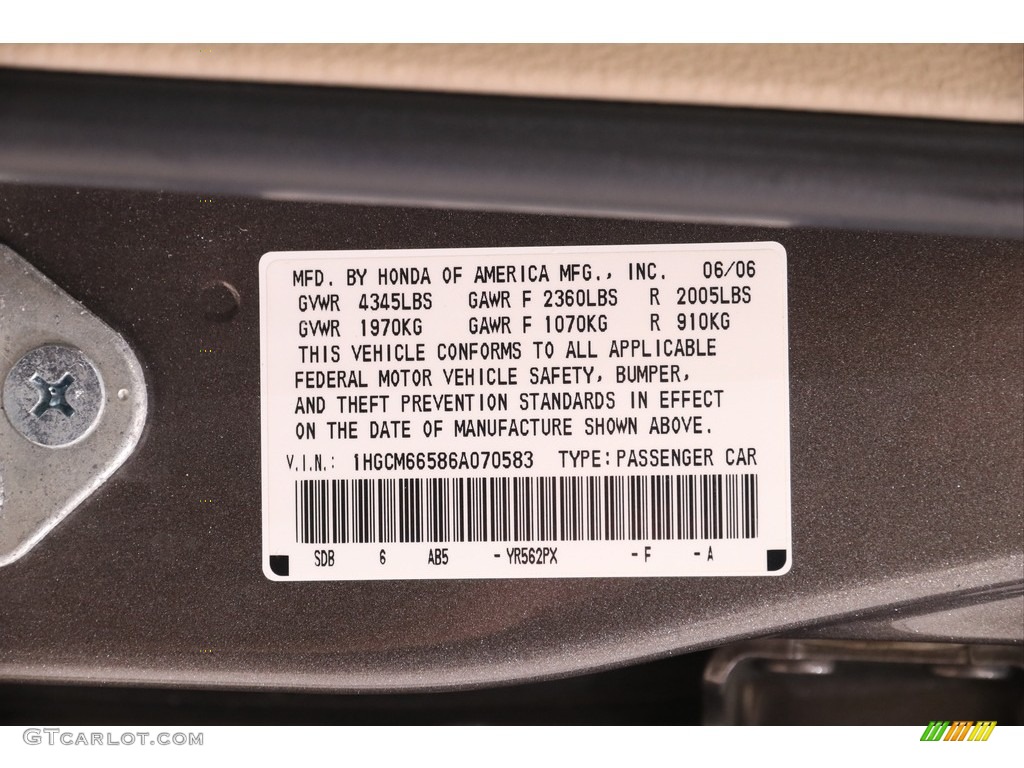 MFD. BY HONDA OF AMERICA MFG., INC. 06/06
GVWR 4345LBS GAWR F 2360LBS R 2005LBS
GVWR 1970KG GAWR F 1070KG R 910KG
THIS VEHICLE CONFORMS TO ALL APPLICABLE
FEDERAL MOTOR VEHICLE SAFETY, BUMPER,
AND THEFT PREVENTION STANDARDS IN EFFECT
ON THE DATE OF MANUFACTURE SHOWN ABOVE.
V.I.N.: 1HGCM66586A070583 TYPE: PASSENGER CAR
SDB 6 AB5 - YR562PX - F - A
GTCARLOT.COM